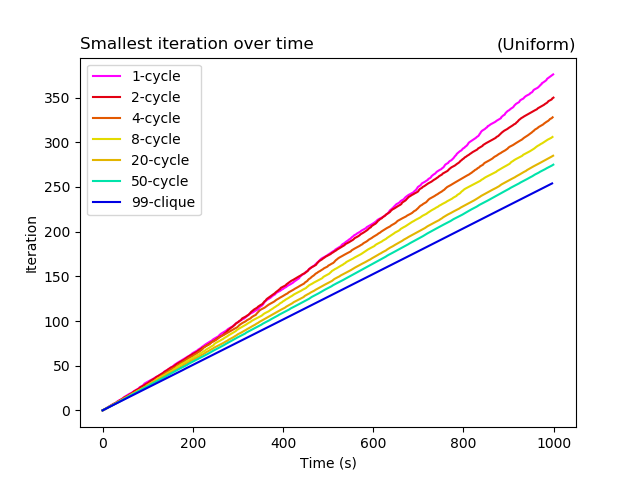 Smallest iteration over time
(Uniform)
1-cycle
2-cycle
4-cycle
8-cycle
20-cycle
50-cycle
99-clique
Iteration
350
300
250
200
150
100
50
0
0 200 400 600 800 1000
Time (s)